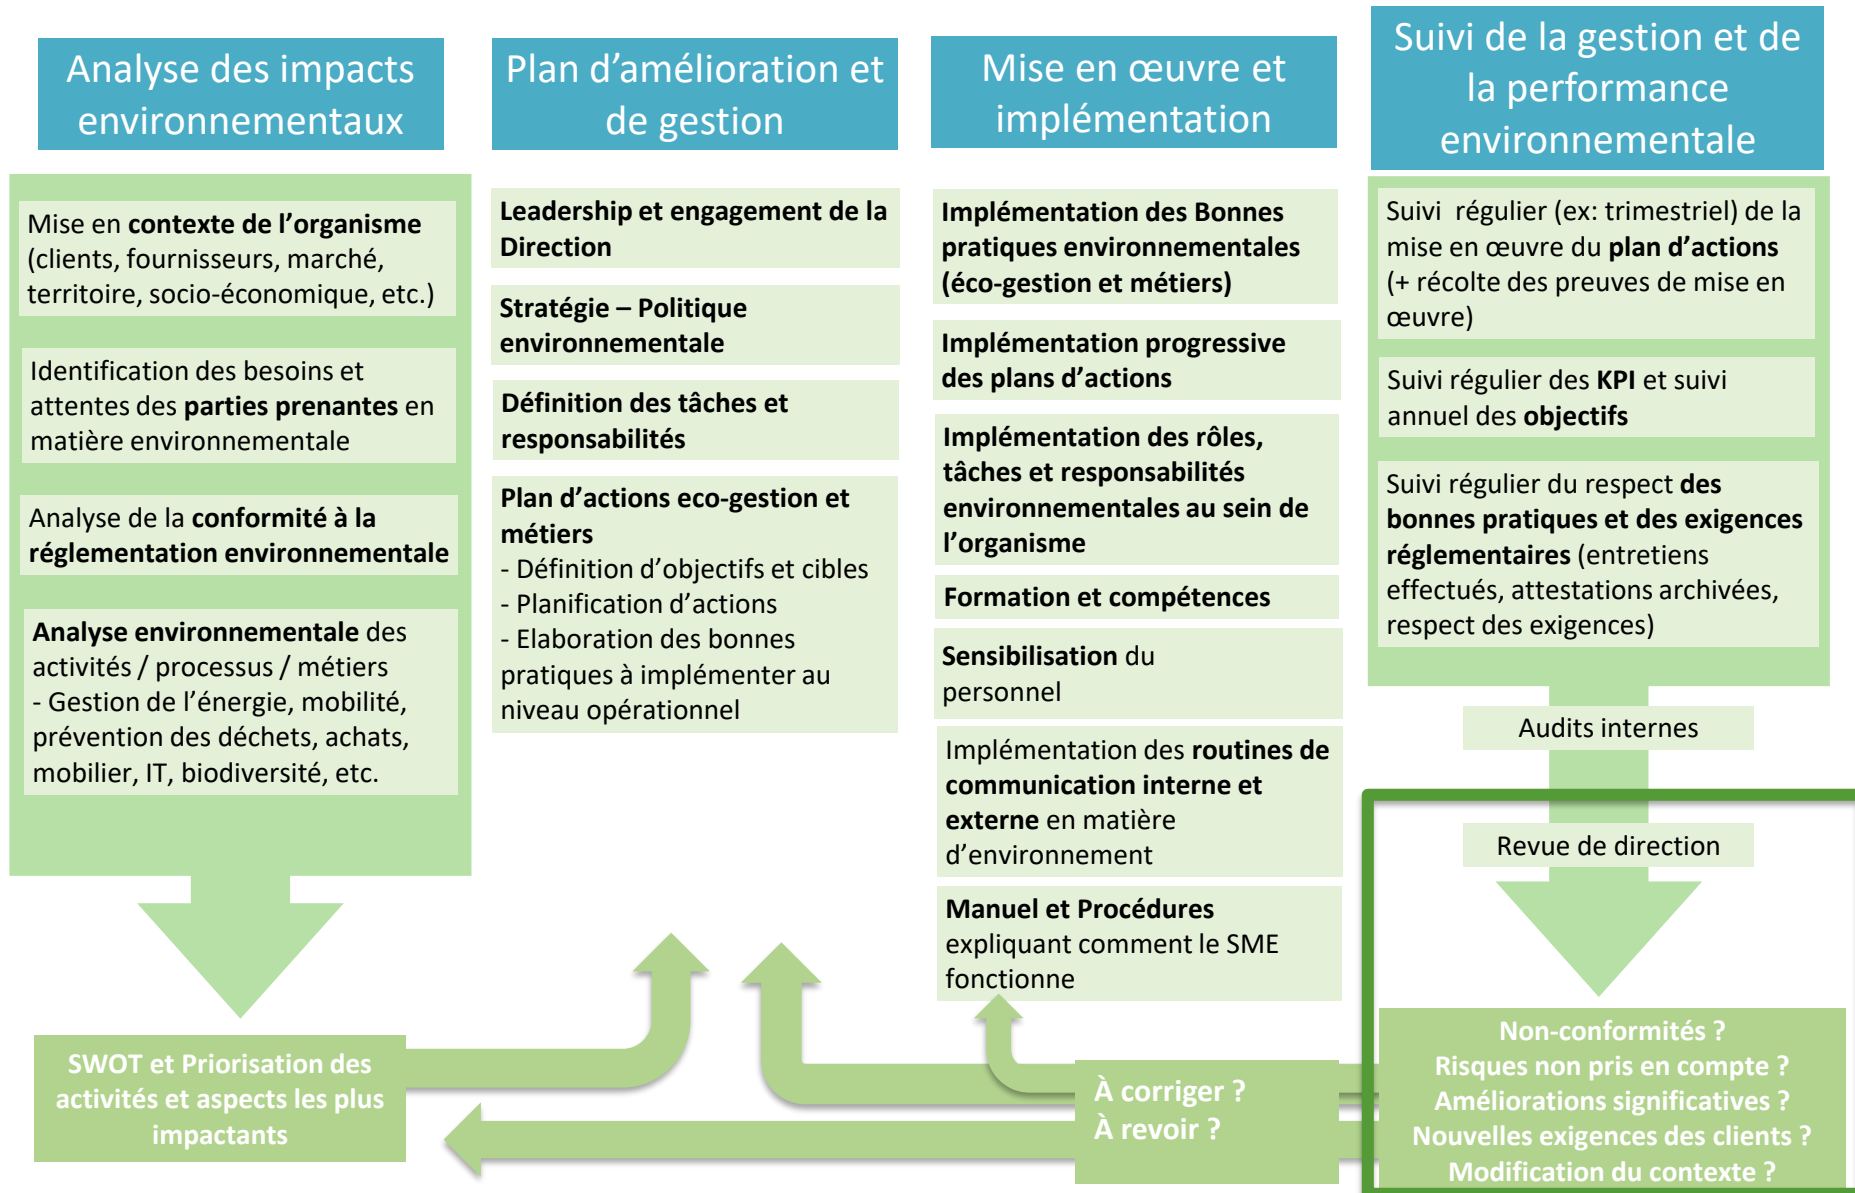 Analyse des impacts
environnementaux
Mise en contexte de l’organisme
(clients, fournisseurs, marché,
territoire, socio-économique, etc.)
Identification des besoins et
attentes des parties prenantes en
matière environnementale
Analyse de la conformité à la
réglementation environnementale
Analyse environnementale des
activités / processus / métiers
- Gestion de l’énergie, mobilité,
prévention des déchets, achats,
mobilier, IT, biodiversité, etc.
SWOT et Priorisation des
activités et aspects les plus
impactants
Plan d’amélioration et
de gestion
Leadership et engagement de la
Direction
Stratégie – Politique
environnementale
Définition des tâches et
responsabilités
Plan d’actions eco-gestion et
métiers
- Définition d’objectifs et cibles
- Planification d’actions
- Elaboration des bonnes
pratiques à implémenter au
niveau opérationnel
Mise en œuvre et
implémentation
Implémentation des Bonnes
pratiques environnementales
(éco-gestion et métiers)
Implémentation progressive
des plans d’actions
Implémentation des rôles,
tâches et responsabilités
environnementales au sein de
l’organisme
Formation et compétences
Sensibilisation du
personnel
Implémentation des routines de
communication interne et
externe en matière
d’environnement
Manuel et Procédures
expliquant comment le SME
fonctionne
À corriger ?
À revoir ?
Suivi de la gestion et de
la performance
environnementale
Suivi  régulier (ex: trimestriel) de la
mise en œuvre du plan d’actions
(+ récolte des preuves de mise en
œuvre)
Suivi régulier des KPI et suivi
annuel des objectifs
Suivi régulier du respect des
bonnes pratiques et des exigences
réglementaires (entretiens
effectués, attestations archivées,
respect des exigences)
Audits internes
Revue de direction
Non-conformités ?
Risques non pris en compte ?
Améliorations significatives ?
Nouvelles exigences des clients ?
Modification du contexte ?